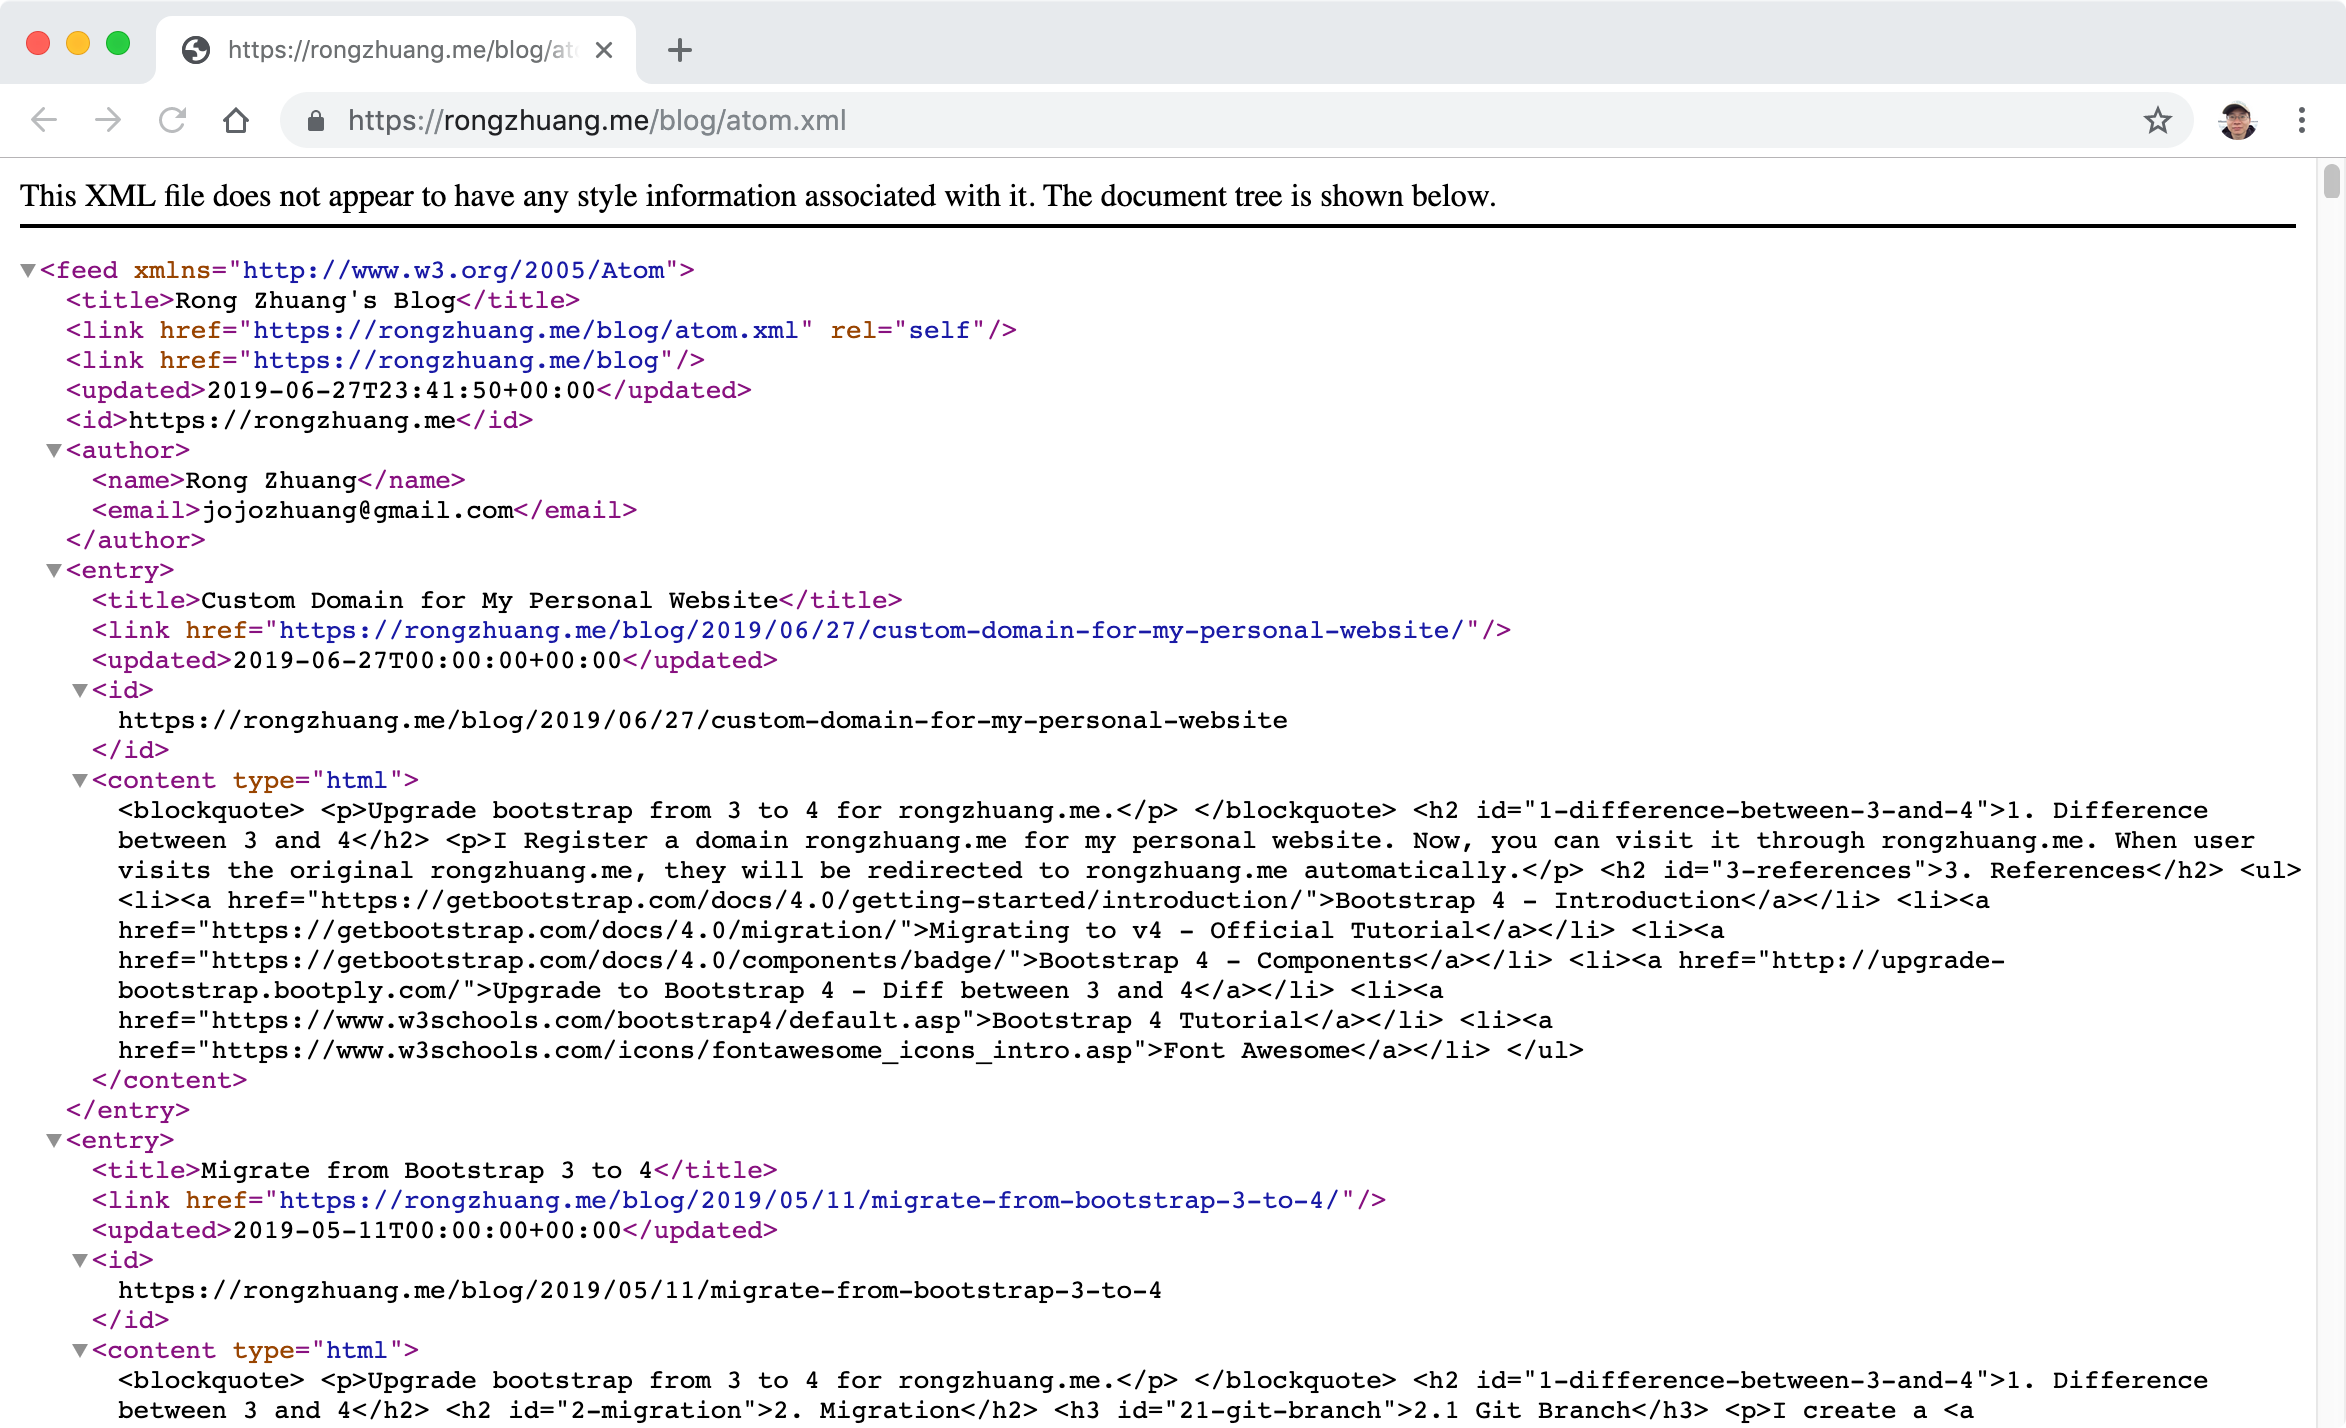 https://rongzhuang.me/blog/at
https://rongzhuang.me/blog/atom.xml
This XML file does not appear to have any style information associated with it. The document tree is shown below.
<feed xmlns="http://www.w3.org/2005/Atom">
<title>Rong Zhuang's Blog</title>
<link href="https://rongzhuang.me/blog/atom.xml" rel="self"/>
<link href="https://rongzhuang.me/blog"/>
<updated>2019-06-27T23:41:50+00:00</updated>
<id>https://rongzhuang.me</id>
<author>
<name>Rong Zhuang</name>
<email>jojozhuang@gmail.com</email>
</author>
<entry>
<title>Custom Domain for My Personal Website</title>
<link href="https://rongzhuang.me/blog/2019/06/27/custom-domain-for-my-personal-website/"/>
<updated>2019-06-27T00:00:00+00:00</updated>
<id>
https://rongzhuang.me/blog/2019/06/27/custom-domain-for-my-personal-website
</id>
<content type="html">
<blockquote> <p>Upgrade bootstrap from 3 to 4 for rongzhuang.me.</p> </blockquote> <h2 id="1-difference-between-3-and-4">1. Difference
between 3 and 4</h2> <p>I Register a domain rongzhuang.me for my personal website. Now, you can visit it through rongzhuang.me. When user
visits the original rongzhuang.me, they will be redirected to rongzhuang.me automatically.</p> <h2 id="3-references">3. References</h2> <ul>
<li><a href="https://getbootstrap.com/docs/4.0/getting-started/introduction/">Bootstrap 4 - Introduction</a></li> <li><a
href="https://getbootstrap.com/docs/4.0/migration/">Migrating to v4 - Official Tutorial</a></li> <li><a
href="https://getbootstrap.com/docs/4.0/components/badge/">Bootstrap 4 - Components</a></li> <li><a href="http://upgrade-
bootstrap.bootply.com/">Upgrade to Bootstrap 4 - Diff between 3 and 4</a></li> <li><a
href="https://www.w3schools.com/bootstrap4/default.asp">Bootstrap 4 Tutorial</a></li> <li><a
href="https://www.w3schools.com/icons/fontawesome_icons_intro.asp">Font Awesome</a></li> </ul>
</content>
</entry>
<entry>
<title>Migrate from Bootstrap 3 to 4</title>
<link href="https://rongzhuang.me/blog/2019/05/11/migrate-from-bootstrap-3-to-4/"/>
<updated>2019-05-11T00:00:00+00:00</updated>
<id>
https://rongzhuang.me/blog/2019/05/11/migrate-from-bootstrap-3-to-4
</id>
<content type="html">
<blockquote> <p>Upgrade bootstrap from 3 to 4 for rongzhuang.me.</p> </blockquote> <h2 id="1-difference-between-3-and-4">1. Difference
between 3 and 4</h2> <h2 id="2-migration">2. Migration</h2> <h3 id="21-git-branch">2.1 Git Branch</h3> <p>I create a <a